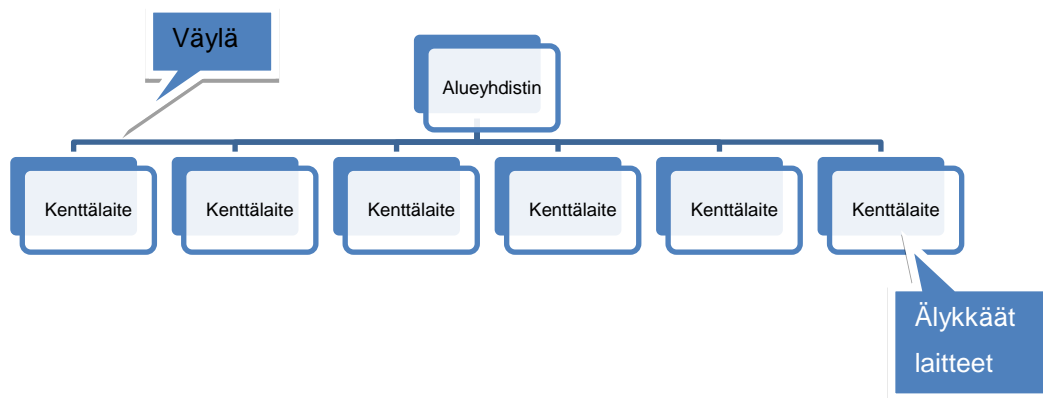 Väylä
Alueyhdistin
Kenttälaite
Kenttälaite
Kenttälaite
Kenttälaite
Kenttälaite
Kenttälaite
Älykkäät
laitteet